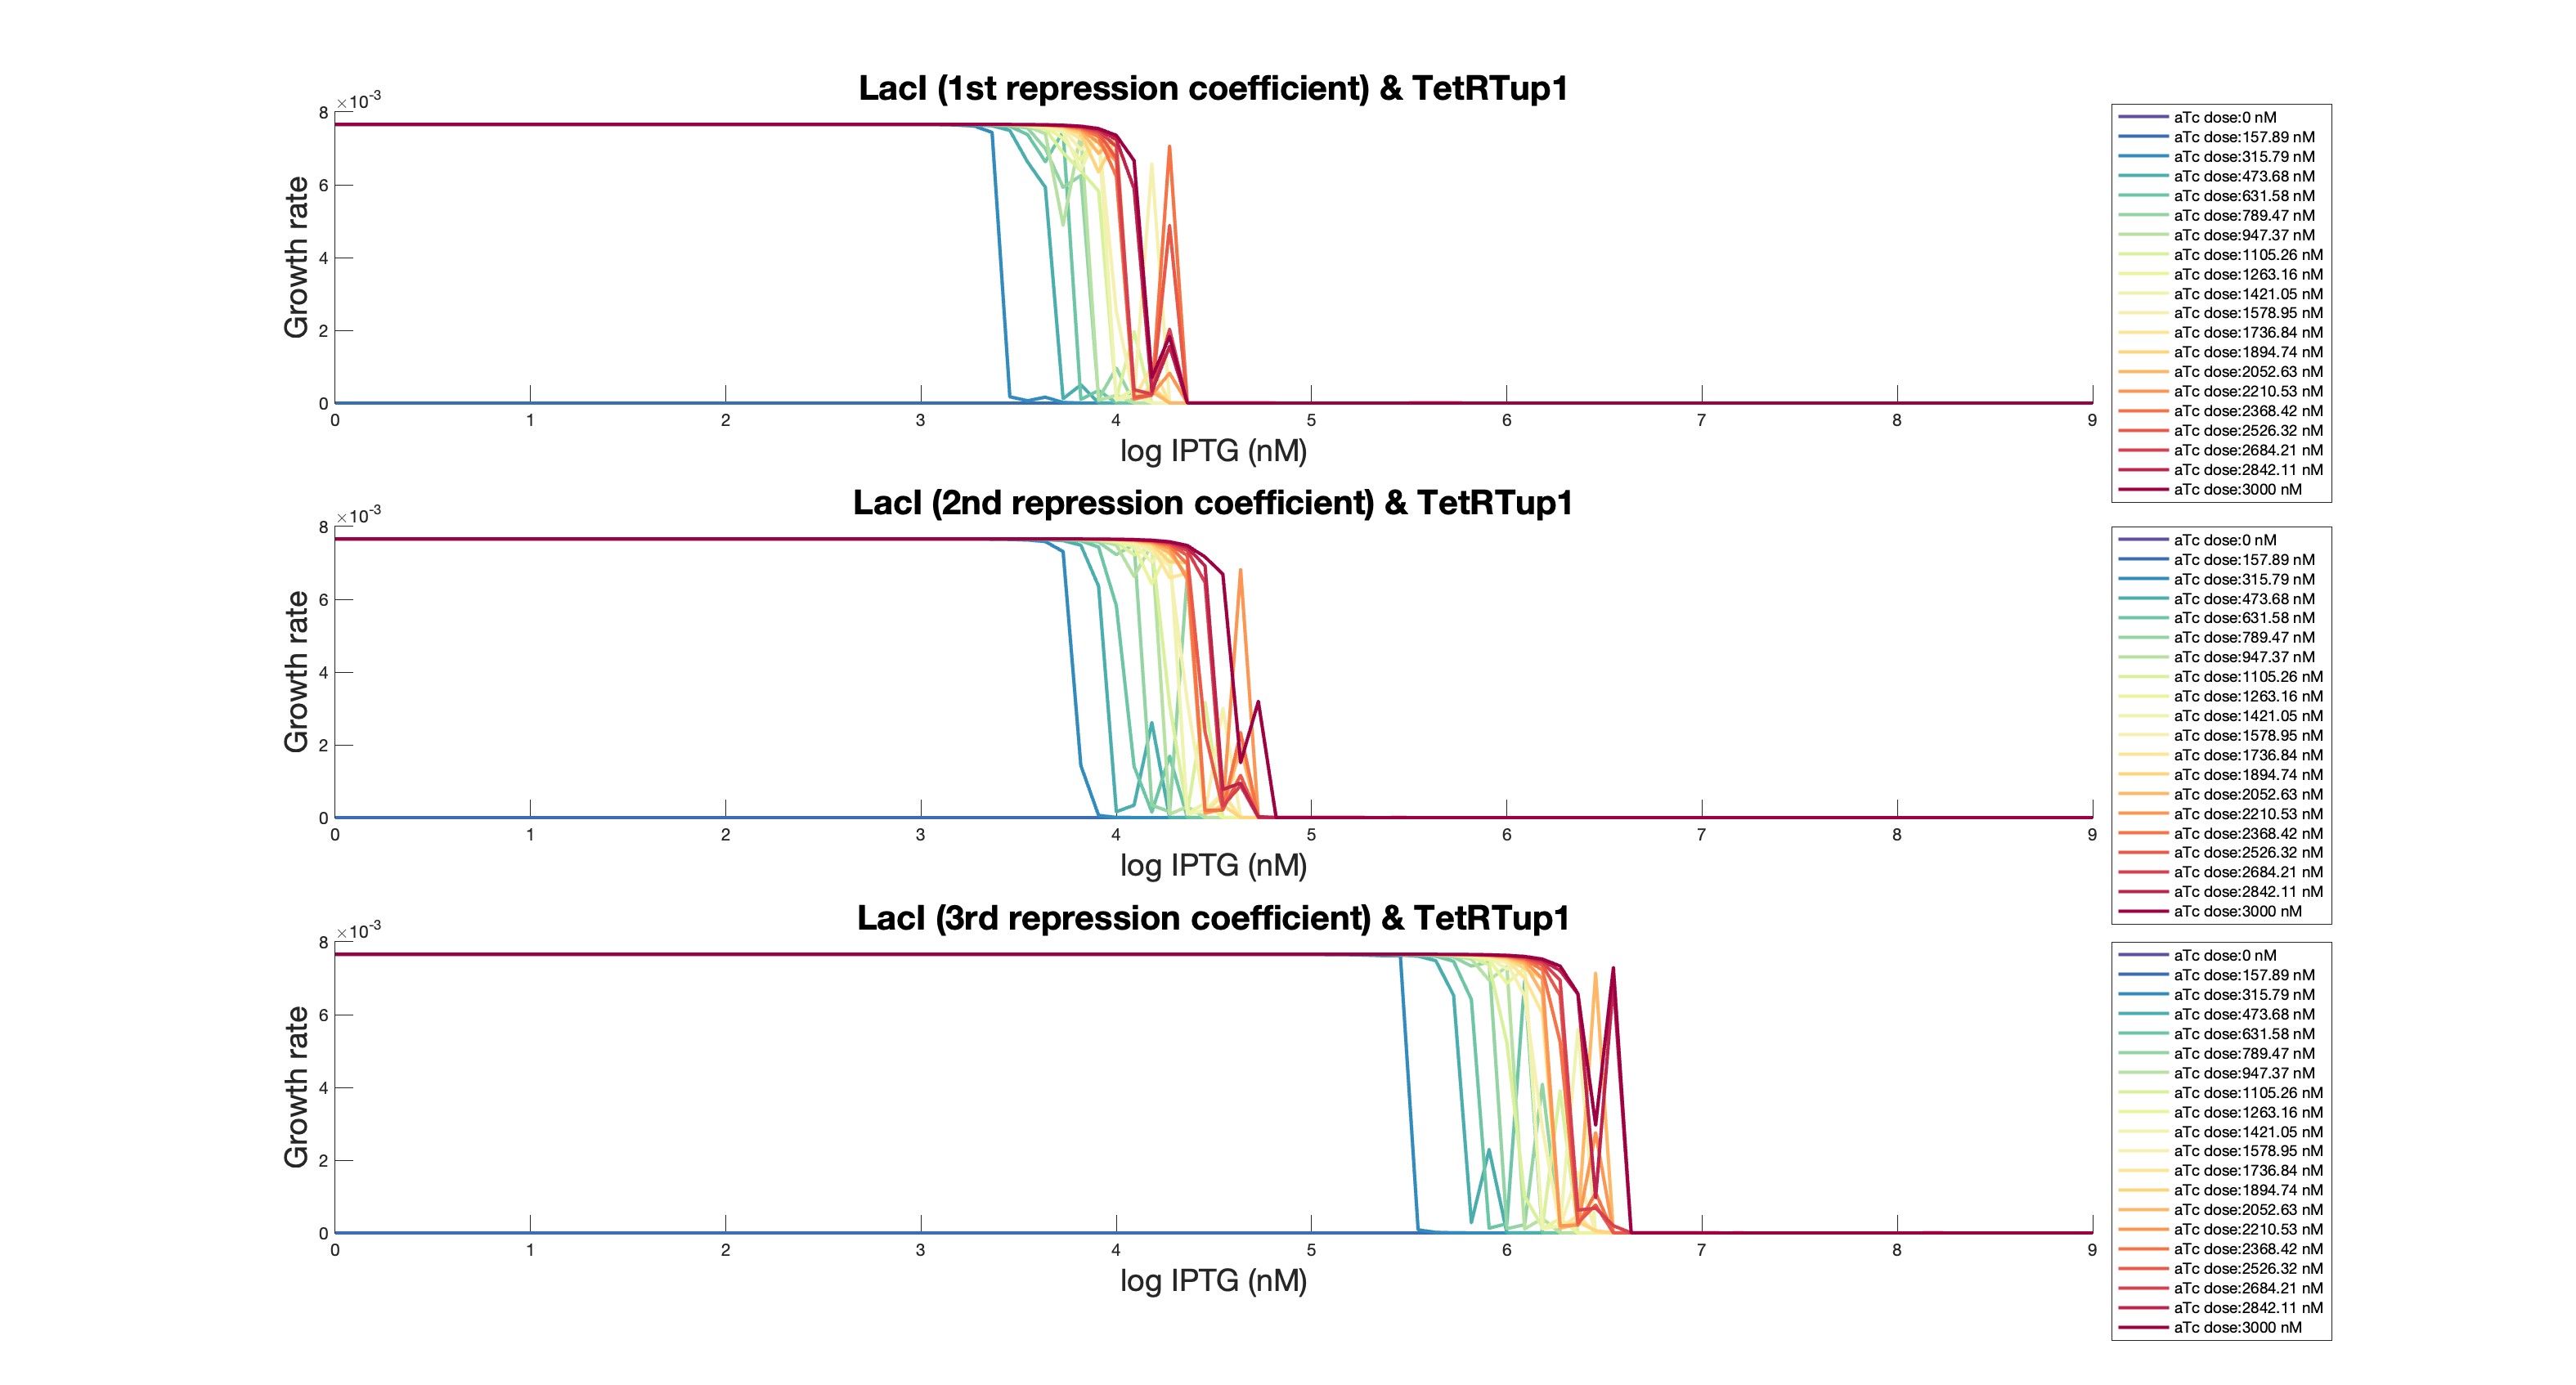 LacI (1st repression coefficient) & TetRTup1
×10-3
8
6
4
2
0
Growth rate
0 1 2 3 4 5 6 7 8 9
log IPTG (nM)
aTc dose:0 nM
aTc dose:157.89 nM
aTc dose:315.79 nM
aTc dose:473.68 nM
aTc dose:631.58 nM
aTc dose:789.47 nM
aTc dose:947.37 nM
aTc dose:1105.26 nM
aTc dose:1263.16 nM
aTc dose:1421.05 nM
aTc dose:1578.95 nM
aTc dose:1736.84 nM
aTc dose:1894.74 nM
aTc dose:2052.63 nM
aTc dose:2210.53 nM
aTc dose:2368.42 nM
aTc dose:2526.32 nM
aTc dose:2684.21 nM
aTc dose:2842.11 nM
aTc dose:3000 nM
LacI (2nd repression coefficient) & TetRTup1
×10-3
8
6
4
2
0
Growth rate
0 1 2 3 4 5 6 7 8 9
log IPTG (nM)
aTc dose:0 nM
aTc dose:157.89 nM
aTc dose:315.79 nM
aTc dose:473.68 nM
aTc dose:631.58 nM
aTc dose:789.47 nM
aTc dose:947.37 nM
aTc dose:1105.26 nM
aTc dose:1263.16 nM
aTc dose:1421.05 nM
aTc dose:1578.95 nM
aTc dose:1736.84 nM
aTc dose:1894.74 nM
aTc dose:2052.63 nM
aTc dose:2210.53 nM
aTc dose:2368.42 nM
aTc dose:2526.32 nM
aTc dose:2684.21 nM
aTc dose:2842.11 nM
aTc dose:3000 nM
LacI (3rd repression coefficient) & TetRTup1
×10-3
8
6
4
2
0
Growth rate
0 1 2 3 4 5 6 7 8 9
log IPTG (nM)
aTc dose:0 nM
aTc dose:157.89 nM
aTc dose:315.79 nM
aTc dose:473.68 nM
aTc dose:631.58 nM
aTc dose:789.47 nM
aTc dose:947.37 nM
aTc dose:1105.26 nM
aTc dose:1263.16 nM
aTc dose:1421.05 nM
aTc dose:1578.95 nM
aTc dose:1736.84 nM
aTc dose:1894.74 nM
aTc dose:2052.63 nM
aTc dose:2210.53 nM
aTc dose:2368.42 nM
aTc dose:2526.32 nM
aTc dose:2684.21 nM
aTc dose:2842.11 nM
aTc dose:3000 nM